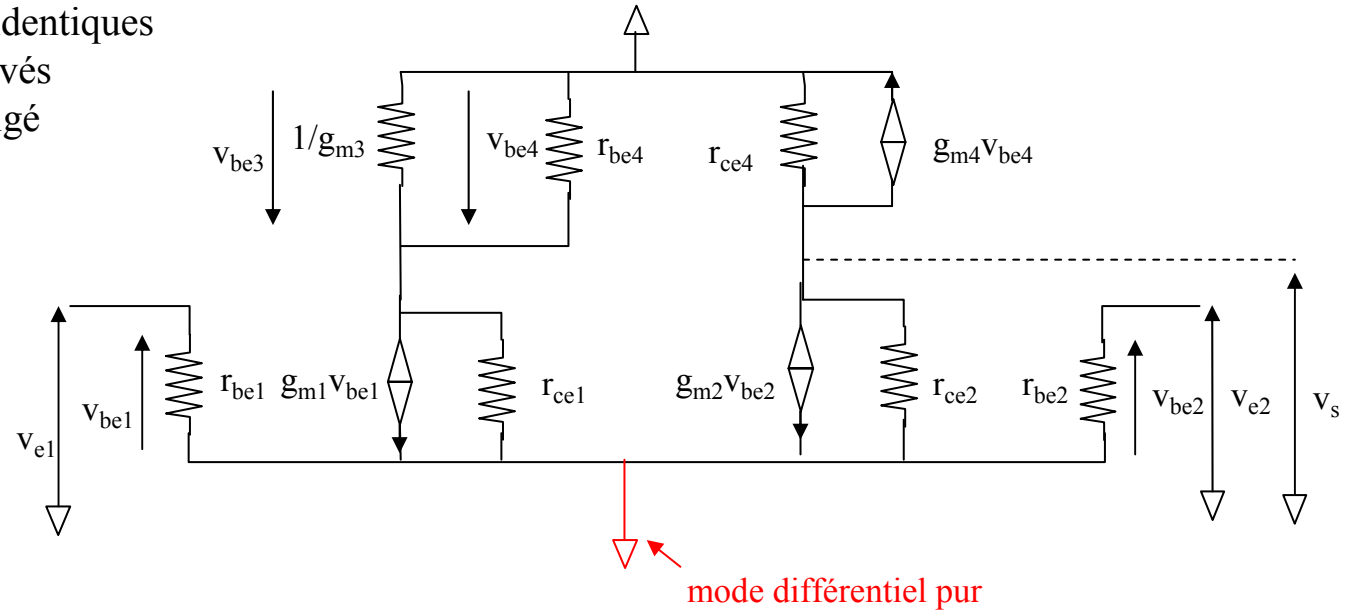 identiques
vés
gé
v_be3
1/g_m3
v_be4
r_be4
r_ce4
g_m4v_be4
v_e1
v_be1
r_be1
g_m1v_be1
r_ce1
g_m2v_be2
r_ce2
r_be2
v_be2
v_e2
v_s
mode différentiel pur